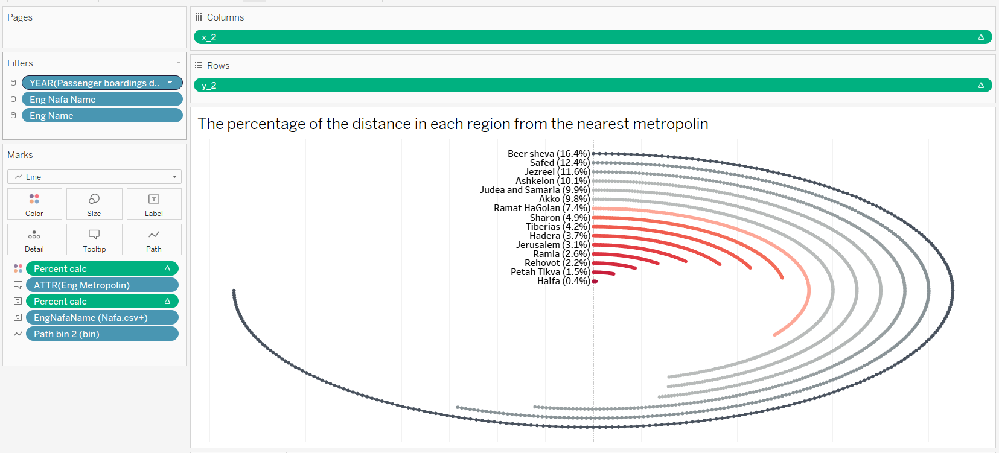 Pages
Columns
x_2
Filters
Rows
YEAR(Passenger boardings d..
y_2
Eng Nafa Name
Eng Name
The percentage of the distance in each region from the nearest metropolin
Marks
Line
Color
Size
Label
Detail
Tooltip
Path
Percent calc
ATTR(Eng Metropolin)
Percent calc
EngNafaName (Nafa.csv+)
Path bin 2 (bin)
Beer sheva (16.4%)
Safed (12.4%)
Jezreel (11.6%)
Ashkelon (10.1%)
Judea and Samaria (9.9%)
Akko (9.8%)
Ramat HaGolan (7.4%)
Sharon (4.9%)
Tiberias (4.2%)
Hadera (3.7%)
Jerusalem (3.1%)
Ramla (2.6%)
Rehovot (2.2%)
Petah Tikva (1.5%)
Haifa (0.4%)